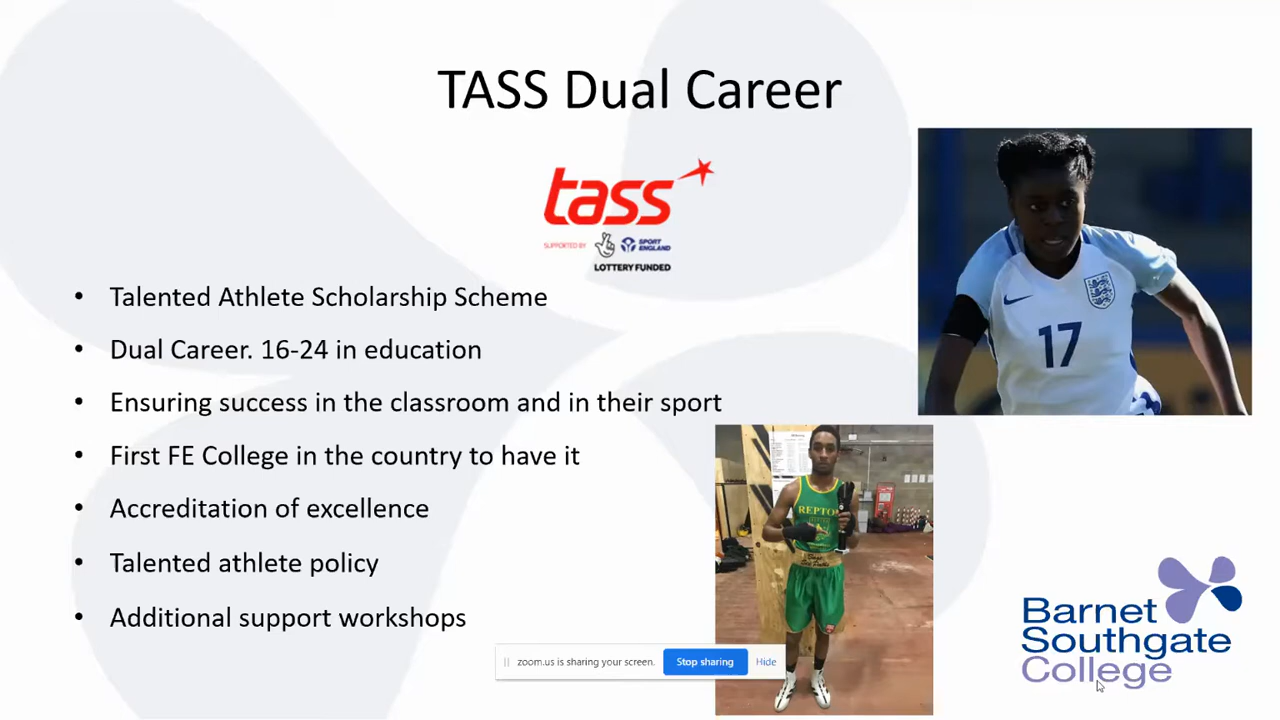 TASS Dual Career
tass
SUPPORTED BY
SPORT
ENGLAND
LOTTERY FUNDED
• Talented Athlete Scholarship Scheme
• Dual Career. 16-24 in education
• Ensuring success in the classroom and in their sport
• First FE College in the country to have it
• Accreditation of excellence
• Talented athlete policy
• Additional support workshops
17
REPTON
zoom.us is sharing your screen.
Stop sharing
Hide
Barnet
Southgate
College